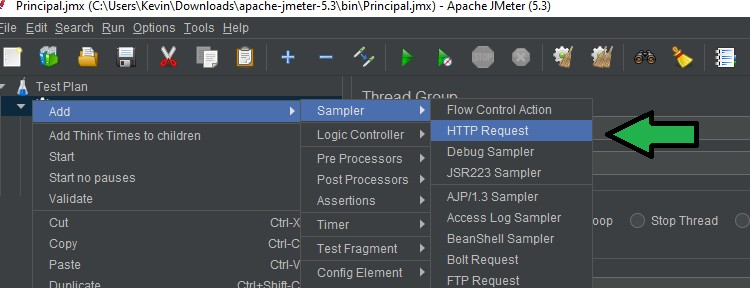 Principal.jmx (C:\Users\Kevin\Downloads\apache-jmeter-5.3\bin\Principal.jmx) - Apache JMeter (5.3)
File Edit Search Run Options Tools Help
Test Plan
Thread Group
Add
Add Think Times to children
Start
Start no pauses
Validate
Cut Ctrl-X
Copy Ctrl-C
Paste Ctrl-V
Duplicate Ctrl+Shift-C
Sampler
Logic Controller
Pre Processors
Post Processors
Assertions
Timer
Test Fragment
Config Element
Flow Control Action
HTTP Request
Debug Sampler
JSR223 Sampler
AJP/1.3 Sampler
Access Log Sampler
BeanShell Sampler
Bolt Request
FTP Request
oop Stop Thread